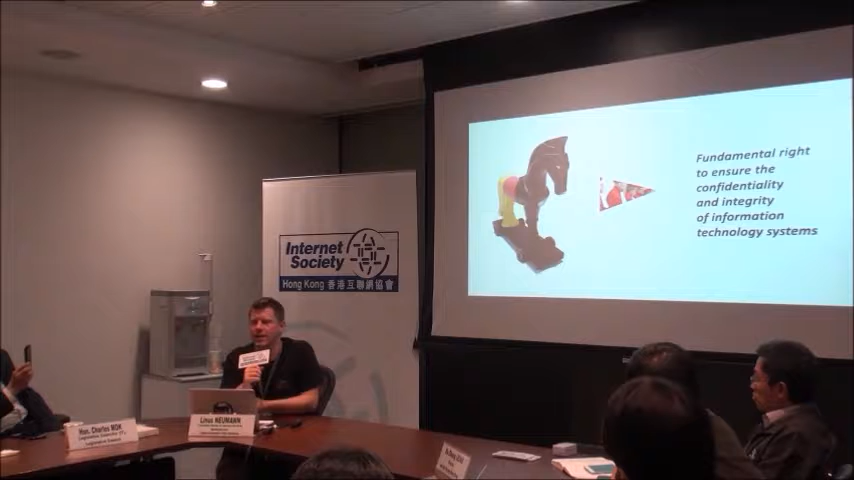 Fundamental right
to ensure the
confidentiality
and integrity
of information
technology systems
Internet
Society
Hong Kong 香港互聯網協會
Hon. Charles MOK
Linus NEUMANN